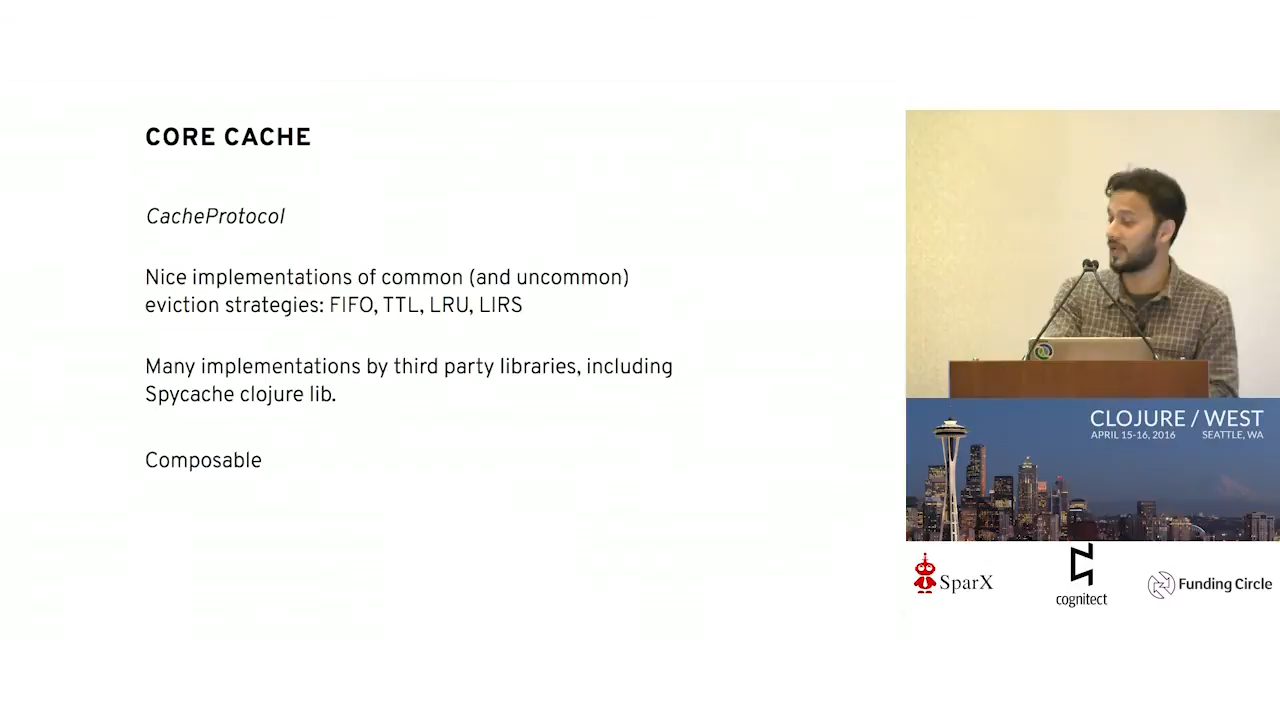 CORE CACHE
CacheProtocol
Nice implementations of common (and uncommon)
eviction strategies: FIFO, TTL, LRU, LIRS
Many implementations by third party libraries, including
Spycache clojure lib.
Composable
CLOJURE / WEST
APRIL 15-16, 2016 SEATTLE, WA
SparX
cognitect
Funding Circle